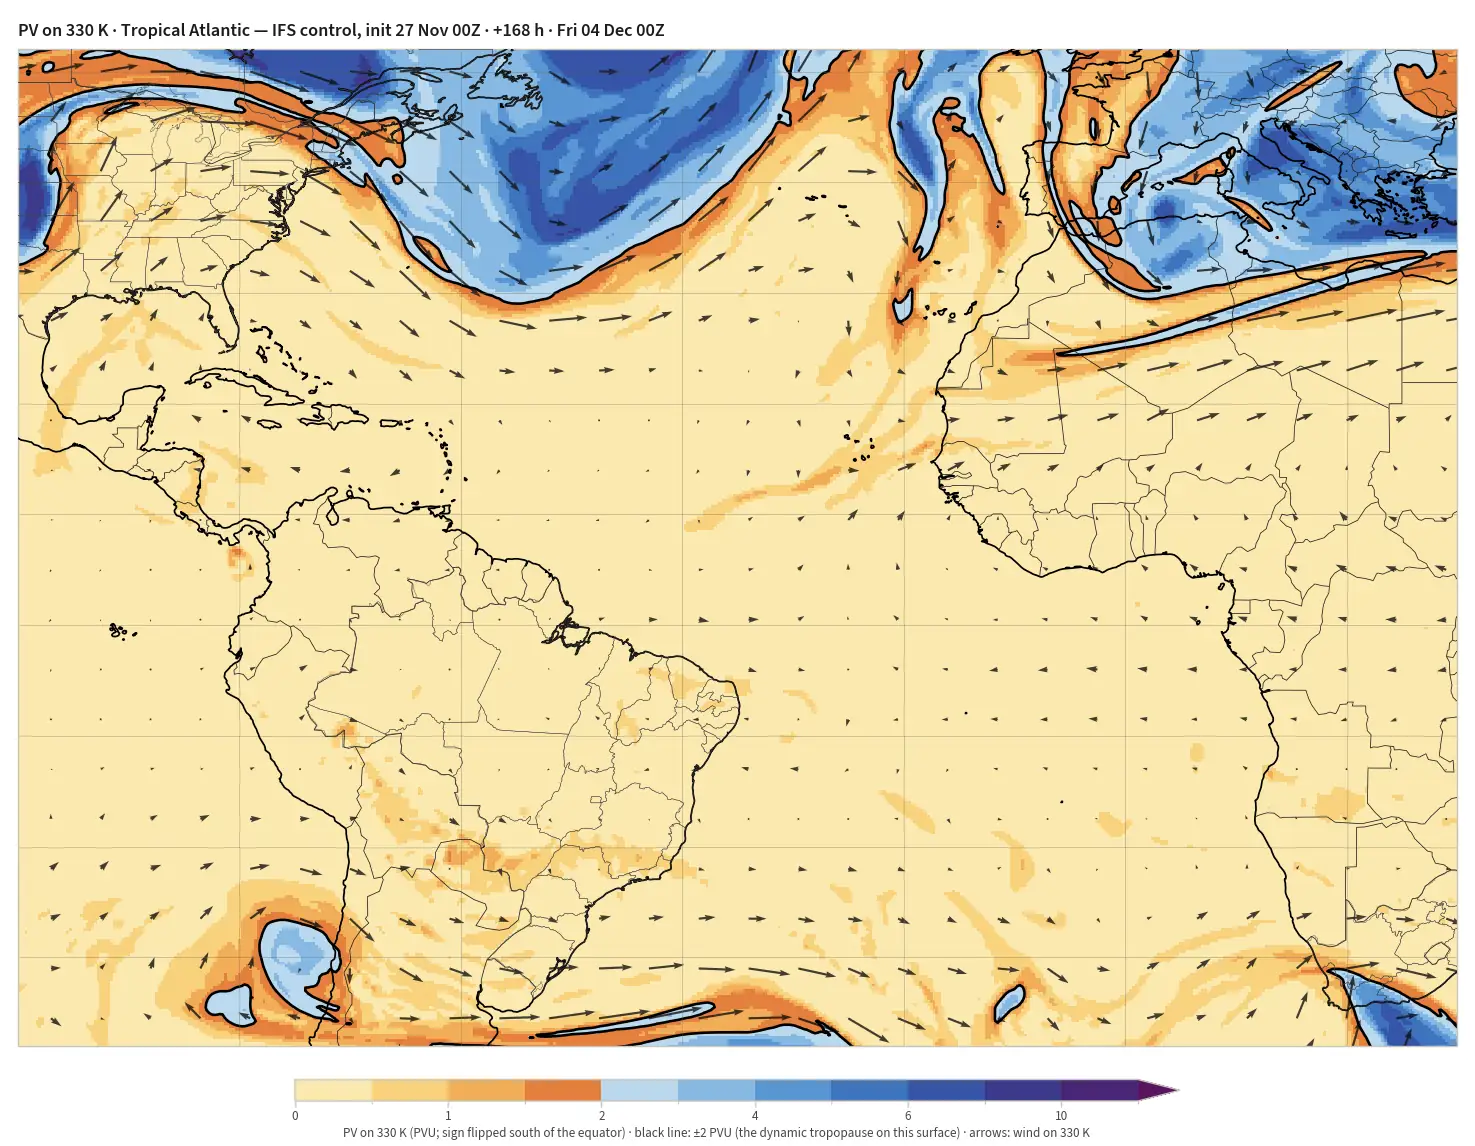 PV on 330 K · Tropical Atlantic — IFS control, init 27 Nov 00Z · +168 h · Fri 04 Dec 00Z
0 1 2 4 6 10
PV on 330 K (PVU; sign flipped south of the equator) · black line: ±2 PVU (the dynamic tropopause on this surface) · arrows: wind on 330 K